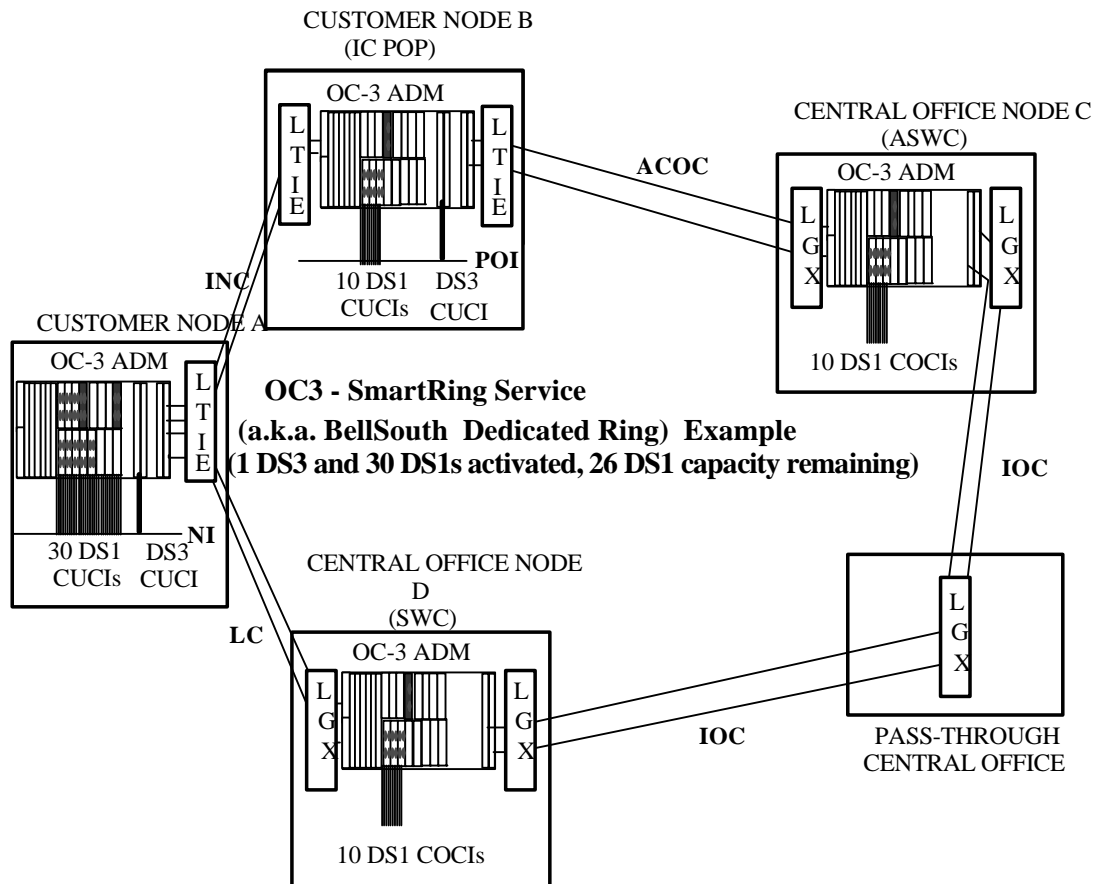 CUSTOMER NODE B
(IC POP)
OC-3 ADM
L
T
I
E
L
T
I
E
POI
10 DS1
CUCIs
DS3
CUCI
ACOC
CENTRAL OFFICE NODE C
(ASWC)
OC-3 ADM
L
G
X
L
G
X
10 DS1 COCIs
INC
CUSTOMER NODE A
OC-3 ADM
L
T
I
E
NI
30 DS1
CUCIs
DS3
CUCI
OC3 - SmartRing Service
(a.k.a. BellSouth Dedicated Ring) Example
(1 DS3 and 30 DS1s activated, 26 DS1 capacity remaining)
IOC
LC
CENTRAL OFFICE NODE
D
(SWC)
OC-3 ADM
L
G
X
L
G
X
10 DS1 COCIs
IOC
L
G
X
PASS-THROUGH
CENTRAL OFFICE